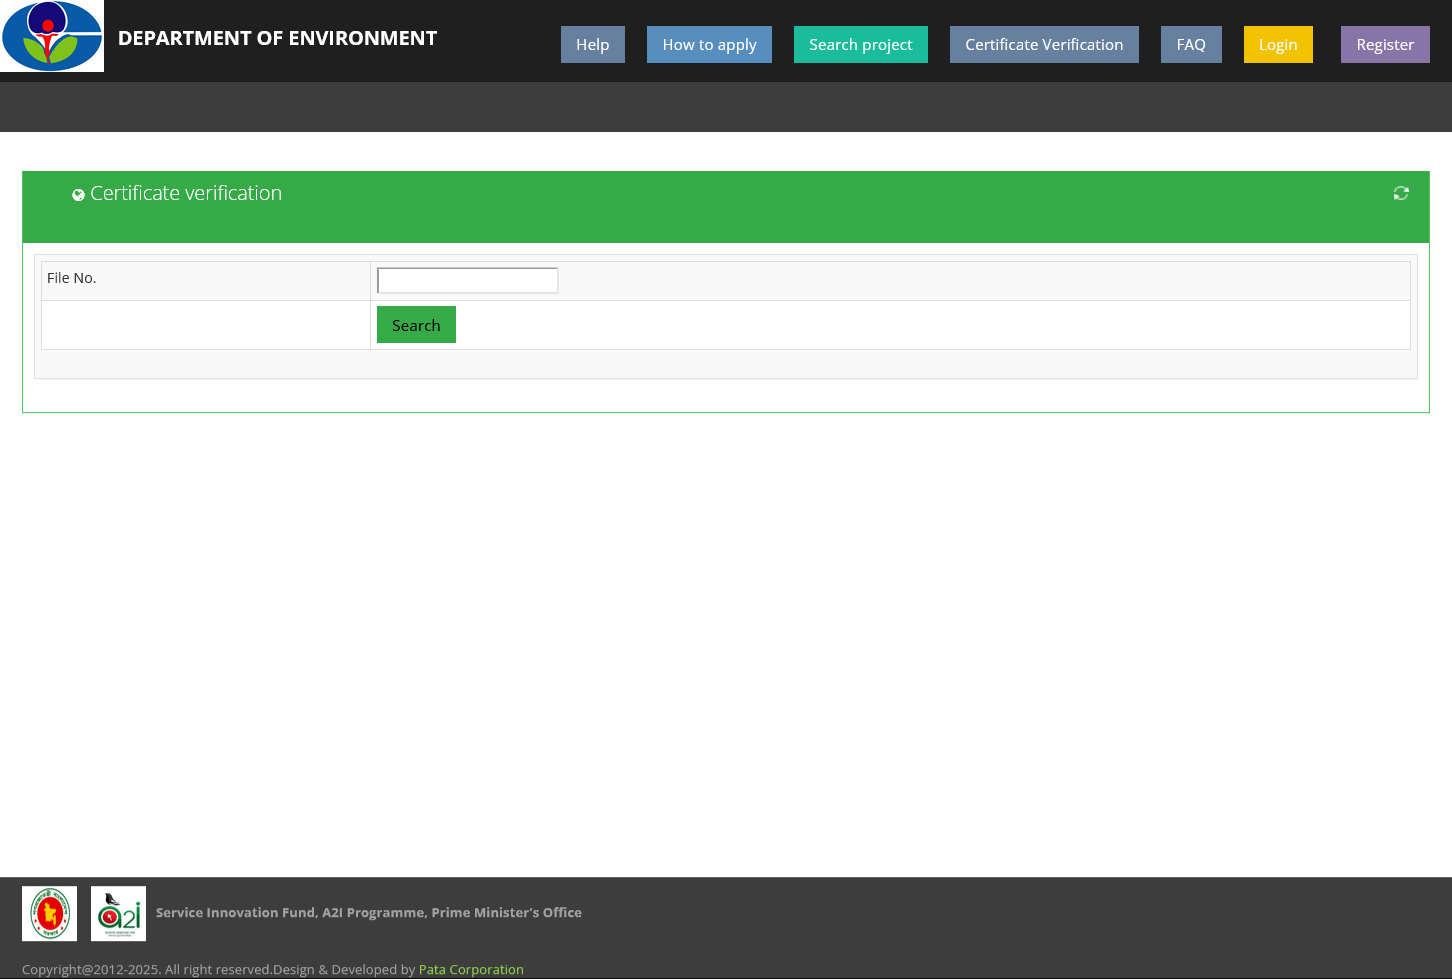 DEPARTMENT OF ENVIRONMENT
Help
How to apply
Search project
Certificate Verification
FAQ
Login
Register
Certificate verification
File No.
Search
a2i
Service Innovation Fund, A2I Programme, Prime Minister's Office
Copyright@2012-2025. All right reserved.Design & Developed by Pata Corporation